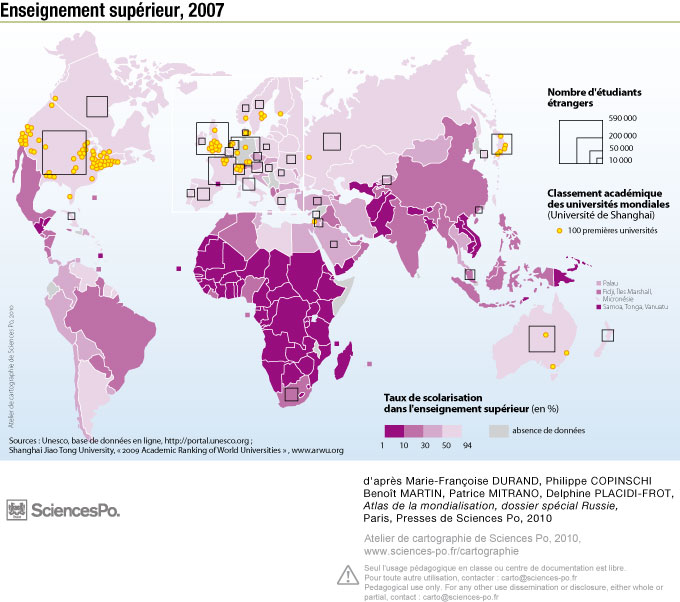 Enseignement supérieur, 2007
Nombre d'étudiants
étrangers
590 000
200 000
50 000
10 000
Classement académique
des universités mondiales
(Université de Shanghai)
100 premières universités
Palau
Fidji, Îles Marshall,
Micronésie
Samoa, Tonga, Vanuatu
Atelier de cartographie de Sciences Po, 2010
Taux de scolarisation
dans l'enseignement supérieur (en %)
1 10 30 50 94
absence de données
Sources : Unesco, base de données en ligne, http://portal.unesco.org ;
Shanghai Jiao Tong University, « 2009 Academic Ranking of World Universities » , www.arwu.org
SciencesPo.
d'après Marie-Françoise DURAND, Philippe COPINSCHI
Benoît MARTIN, Patrice MITRANO, Delphine PLACIDI-FROT,
Atlas de la mondialisation, dossier spécial Russie,
Paris, Presses de Sciences Po, 2010
Atelier de cartographie de Sciences Po, 2010,
www.sciences-po.fr/cartographie
Seul l'usage pédagogique en classe ou centre de documentation est libre.
Pour toute autre utilisation, contacter : carto@sciences-po.fr
Pedagogical use only. For any other use dissemination or disclosure, either whole or
partial, contact : carto@sciences-po.fr